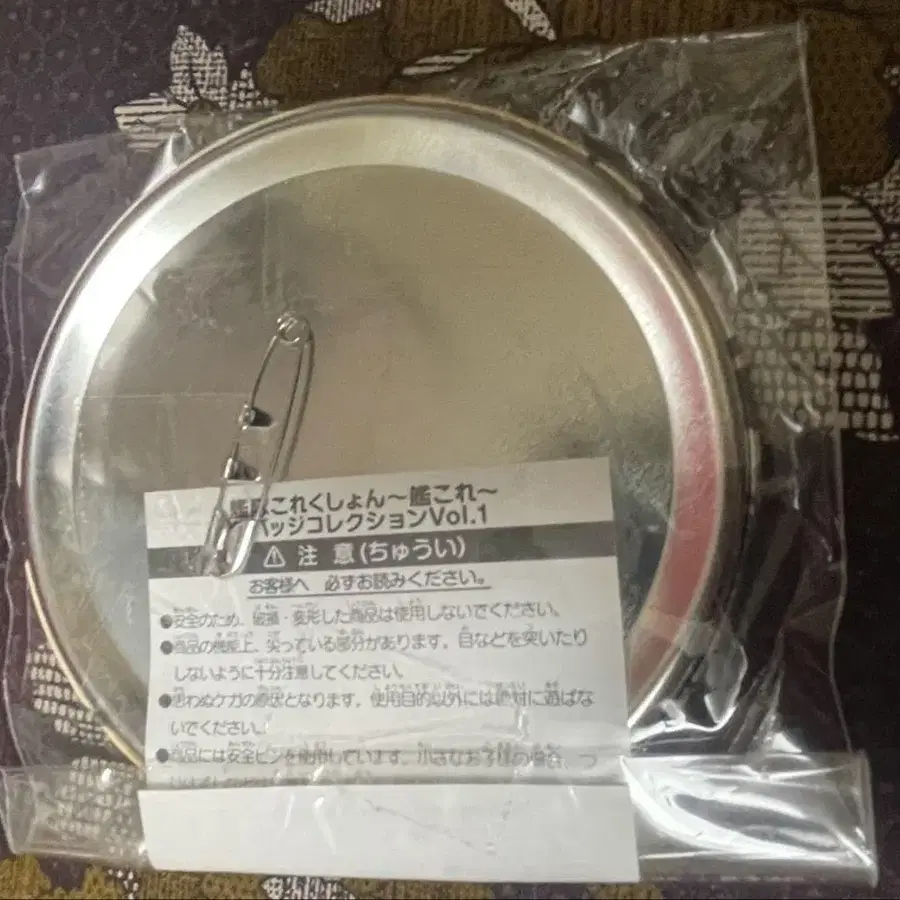 これくしょん～艦これ～
バッジコレクションVol.1
⚠ 注 意(ちゅうい)
お客様へ 必ずお読みください。
●安全のため、破損・変形した商品は使用しないでください。
●商品の機能上、尖っている部分があります。目などを突いたり
しないように十分注意してください。
●思わぬケガの原因となります。使用目的以外には絶対に遊ばな
いでください。
●商品には安全ピンを使用しています。小さなお子様の場合、